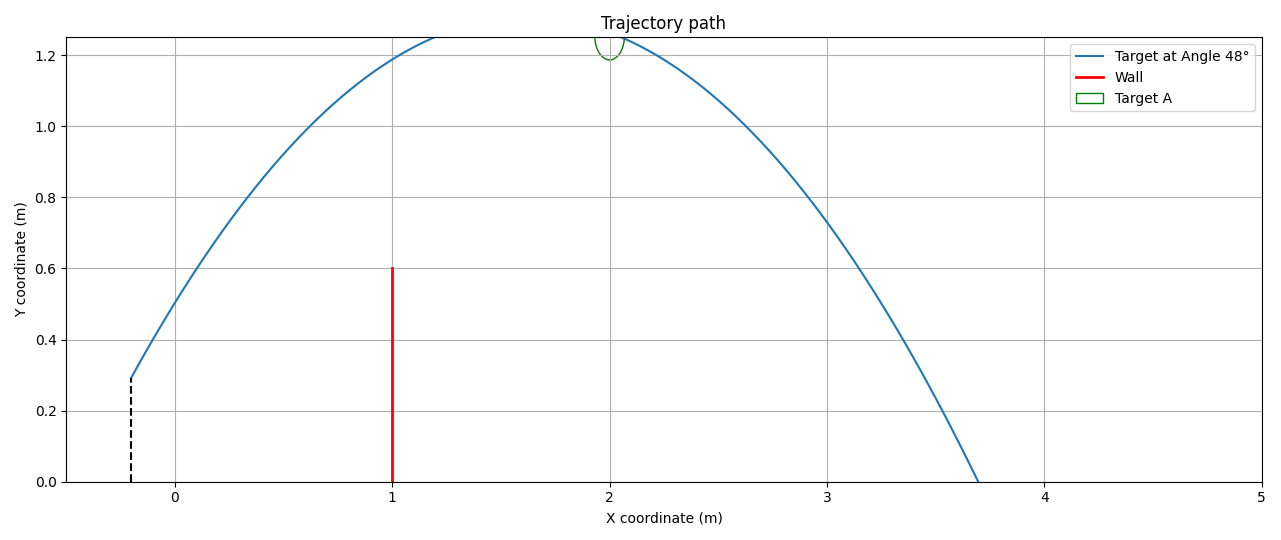 Trajectory path
Target at Angle 48°
Wall
Target A
Y coordinate (m)
1.2
1.0
0.8
0.6
0.4
0.2
0.0
0 1 2 3 4 5
X coordinate (m)